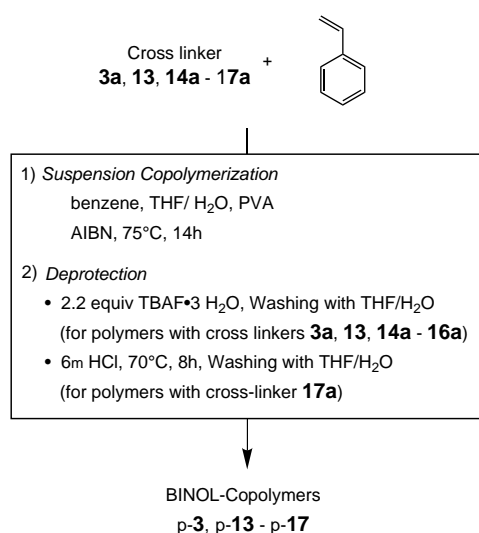 Cross linker +
3a, 13, 14a - 17a
1) Suspension Copolymerization
benzene, THF/ H₂O, PVA
AIBN, 75°C, 14h
2) Deprotection
• 2.2 equiv TBAF•3 H₂O, Washing with THF/H₂O
(for polymers with cross linkers 3a, 13, 14a - 16a)
• 6m HCl, 70°C, 8h, Washing with THF/H₂O
(for polymers with cross-linker 17a)
BINOL-Copolymers
p-3, p-13 - p-17